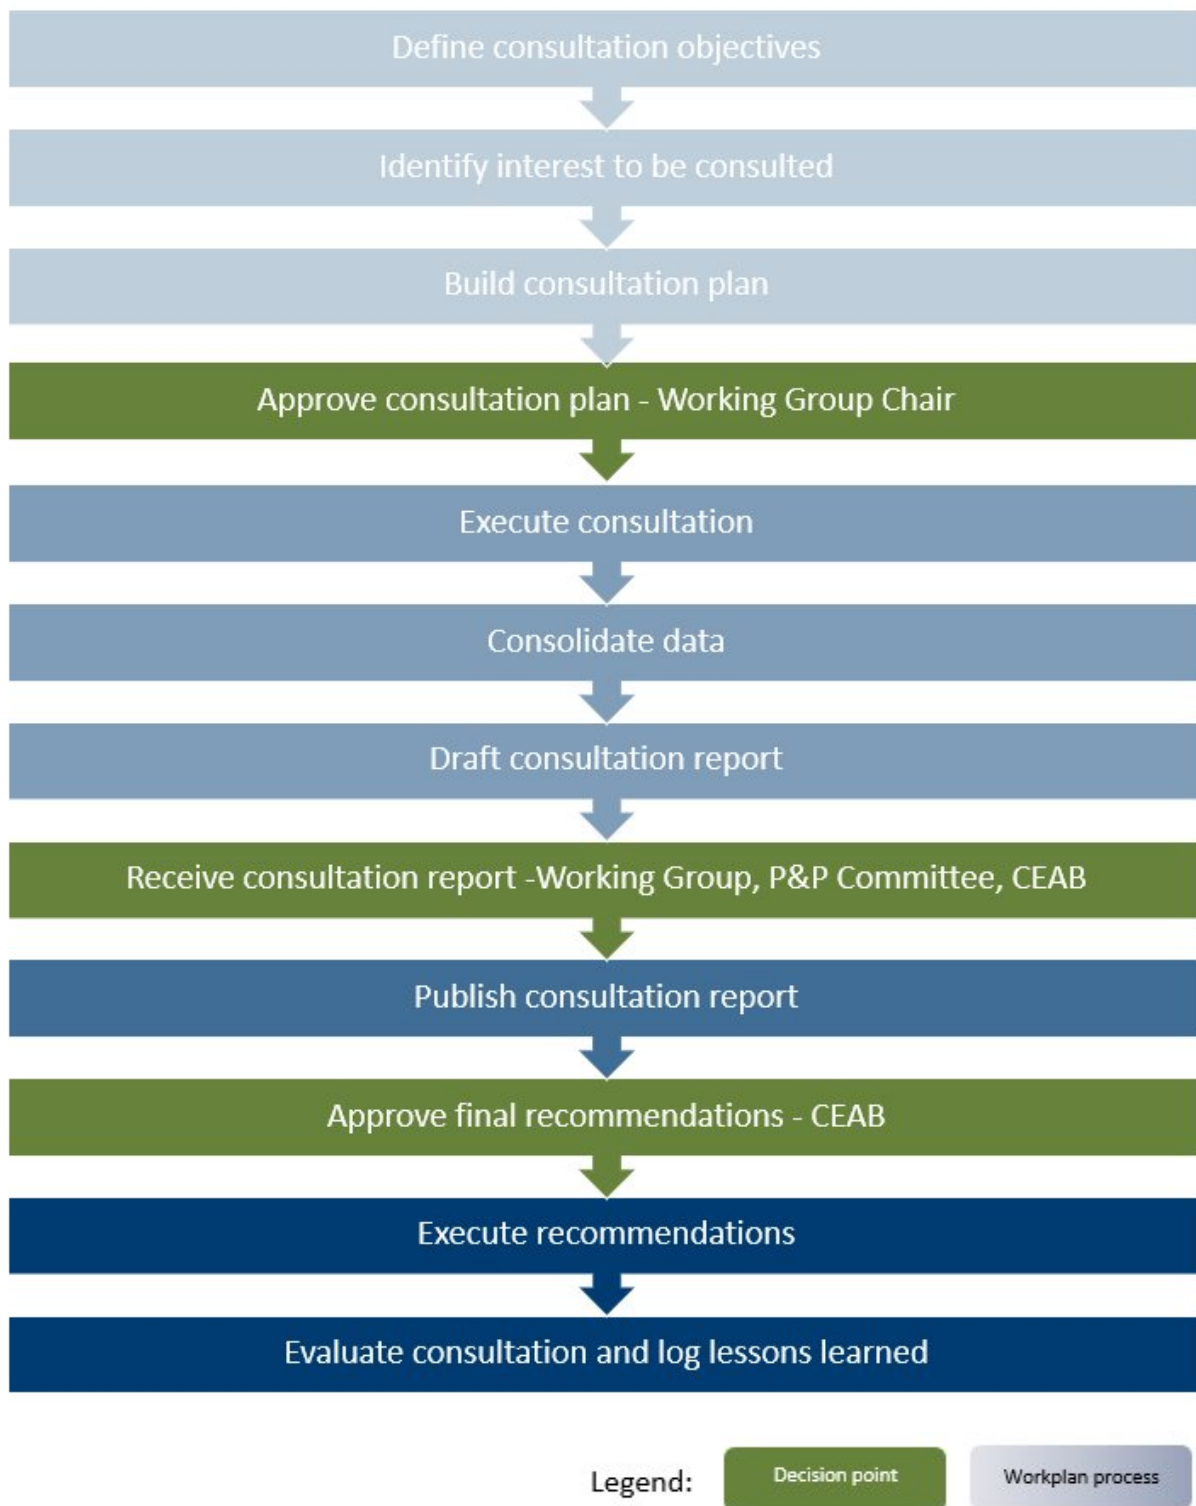 Define consultation objectives
Identify interest to be consulted
Build consultation plan
Approve consultation plan - Working Group Chair
Execute consultation
Consolidate data
Draft consultation report
Receive consultation report -Working Group, P&P Committee, CEAB
Publish consultation report
Approve final recommendations - CEAB
Execute recommendations
Evaluate consultation and log lessons learned
Legend: Decision point Workplan process